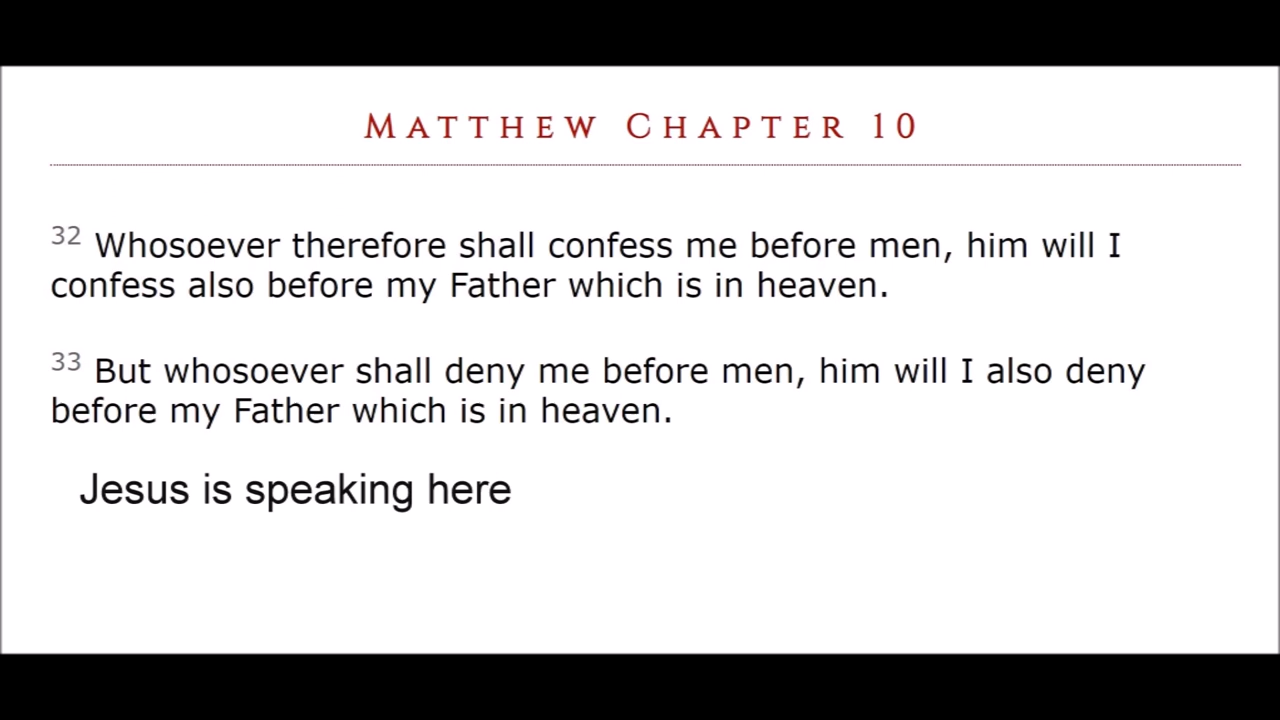 Matthew Chapter 10
32 Whosoever therefore shall confess me before men, him will I
confess also before my Father which is in heaven.
33 But whosoever shall deny me before men, him will I also deny
before my Father which is in heaven.
Jesus is speaking here